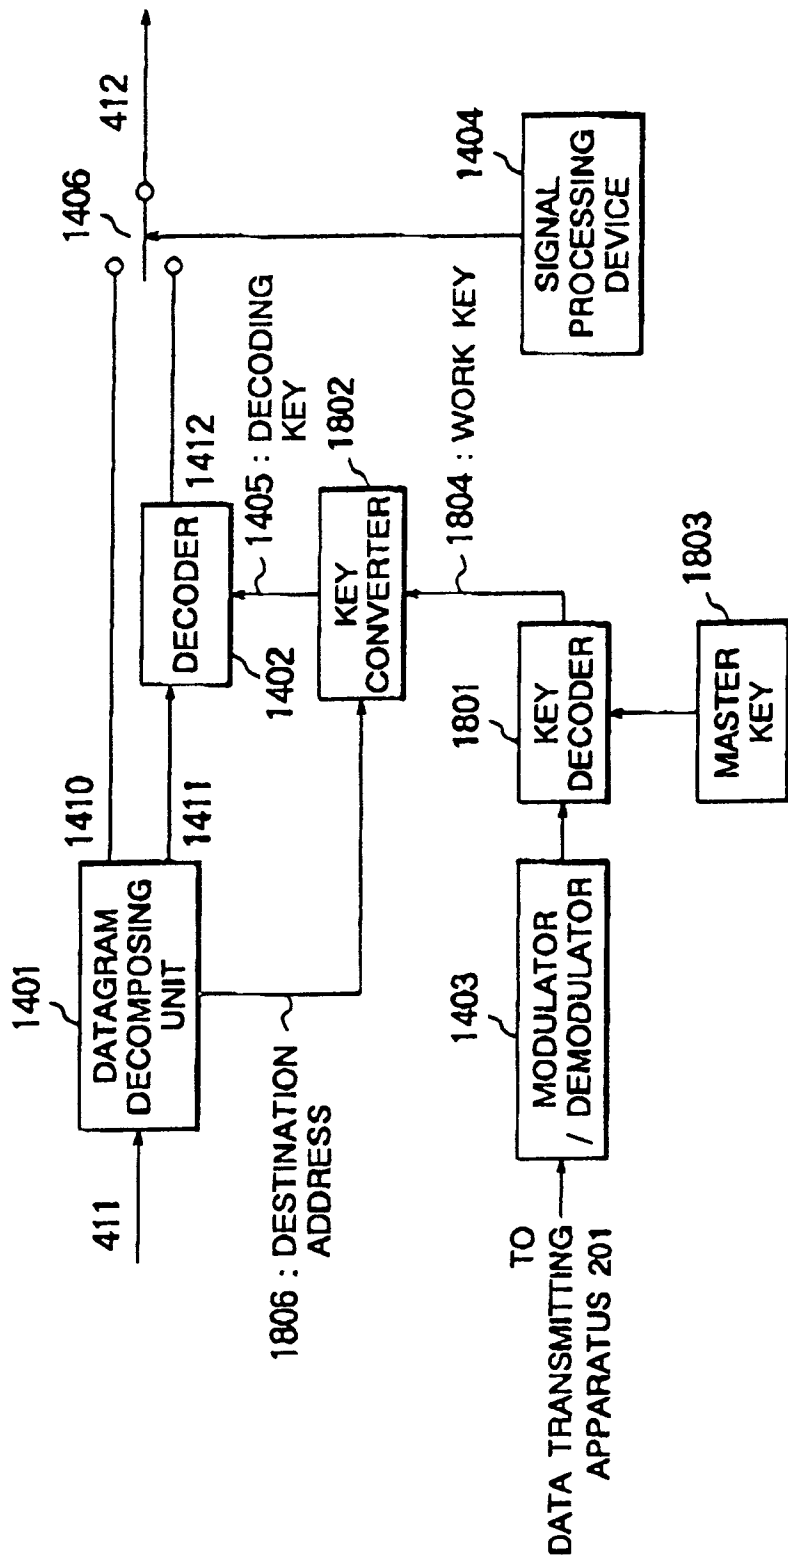 411
1401
DATAGRAM
DECOMPOSING
UNIT
1410
1411
1806 : DESTINATION
ADDRESS
DECODER
1402
1412
1405 : DECODING
KEY
KEY
CONVERTER
1802
1406
412
1804 : WORK KEY
TO
DATA TRANSMITTING
APPARATUS 201
1403
MODULATOR
/ DEMODULATOR
1801
KEY
DECODER
MASTER
KEY
1803
1404
SIGNAL
PROCESSING
DEVICE